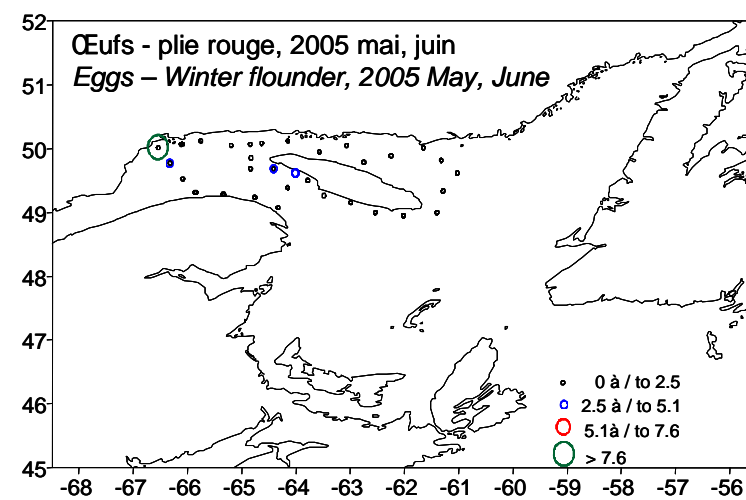 Œufs - plie rouge, 2005 mai, juin
Eggs – Winter flounder, 2005 May, June
52
51
50
49
48
47
46
45
0 à / to 2.5
2.5 à / to 5.1
5.1à / to 7.6
> 7.6
-68 -67 -66 -65 -64 -63 -62 -61 -60 -59 -58 -57 -56